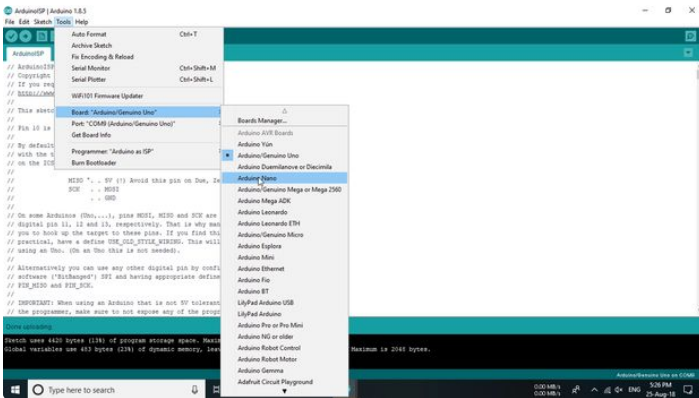 ArduinoISP | Arduino 1.8.5
File Edit Sketch Tools Help
ArduinoISP
Auto Format Ctrl+T
Archive Sketch
Fix Encoding & Reload
Serial Monitor Ctrl+Shift+M
Serial Plotter Ctrl+Shift+L
WiFi101 Firmware Updater
Board: "Arduino/Genuino Uno"
Port: "COM9 (Arduino/Genuino Uno)"
Get Board Info
Programmer: "Arduino as ISP"
Burn Bootloader
Boards Manager...
Arduino AVR Boards
Arduino Yún
Arduino/Genuino Uno
Arduino Duemilanove or Diecimila
Arduino Nano
Arduino/Genuino Mega or Mega 2560
Arduino Mega ADK
Arduino Leonardo
Arduino Leonardo ETH
Arduino/Genuino Micro
Arduino Esplora
Arduino Mini
Arduino Ethernet
Arduino Fio
Arduino BT
LilyPad Arduino USB
LilyPad Arduino
Arduino Pro or Pro Mini
Arduino NG or older
Arduino Robot Control
Arduino Robot Motor
Arduino Gemma
Adafruit Circuit Playground
// ArduinoISP
// Copyright
// If you req
// http://www
//
// This sketc
//
// Pin 10 is
//
// By default
// with the t
// on the ICS
//
// MISO °. . 5V (!) Avoid this pin on Due, Ze
// SCK . . MOSI
// . . GND
//
// On some Arduinos (Uno,...), pins MOSI, MISO and SCK are
// digital pin 11, 12 and 13, respectively. That is why man
// you to hook up the target to these pins. If you find thi
// practical, have a define USE_OLD_STYLE_WIRING. This will
// using an Uno. (On an Uno this is not needed).
//
// Alternatively you can use any other digital pin by confi
// software ('BitBanged') SPI and having appropriate define
// PIN_MISO and PIN_SCK.
//
// IMPORTANT: When using an Arduino that is not 5V tolerant
// the programmer, make sure to not expose any of the progr
Done uploading.
Sketch uses 4420 bytes (13%) of program storage space. Maxim
Global variables use 483 bytes (23%) of dynamic memory, leav Maximum is 2048 bytes.
Arduino/Genuino Uno on COM9
Type here to search
0.00 MB/s
0.00 MB/s
ENG
5:26 PM
25-Aug-18